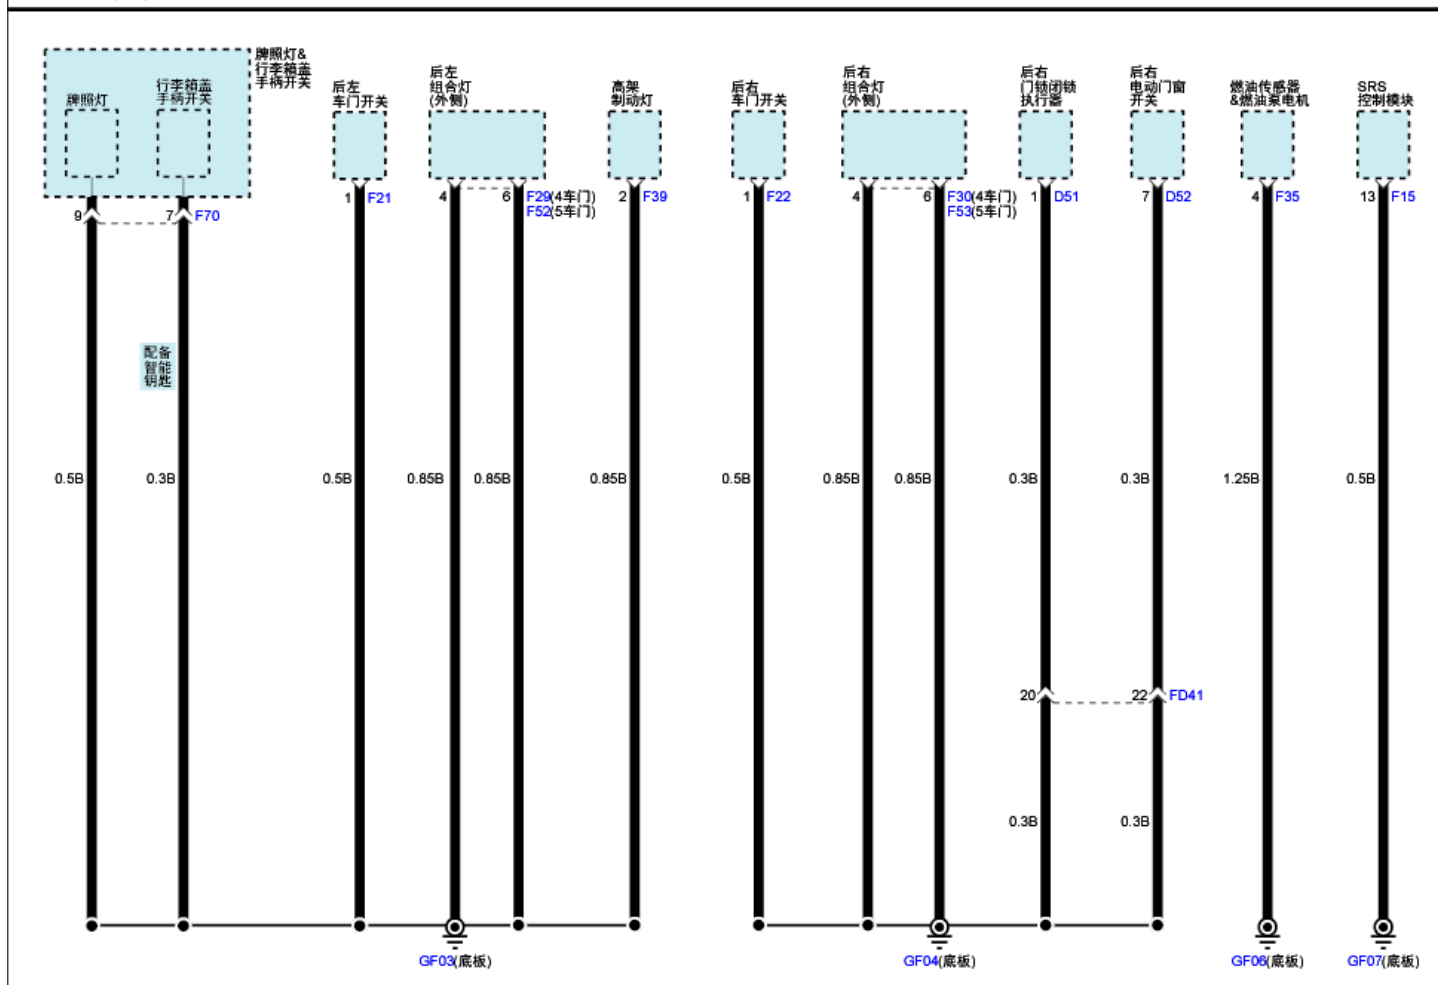 牌照灯&
行李箱盖
手柄开关
牌照灯
行李箱盖
手柄开关
后左
车门开关
后左
组合灯
(外侧)
高架
制动灯
后右
车门开关
后右
组合灯
(外侧)
后右
门锁闭锁
执行器
后右
电动门窗
开关
燃油传感器
&燃油泵电机
SRS
控制模块
9
7 F70
1 F21
4
6 F29(4车门)
F52(5车门)
2 F39
1 F22
4
6 F30(4车门)
F53(5车门)
1 D51
7 D52
4 F35
13 F15
配备
智能
钥匙
0.5B
0.3B
0.5B
0.85B
0.85B
0.85B
0.5B
0.85B
0.85B
0.3B
0.3B
1.25B
0.5B
20
22 FD41
0.3B
0.3B
GF03(底板)
GF04(底板)
GF06(底板)
GF07(底板)